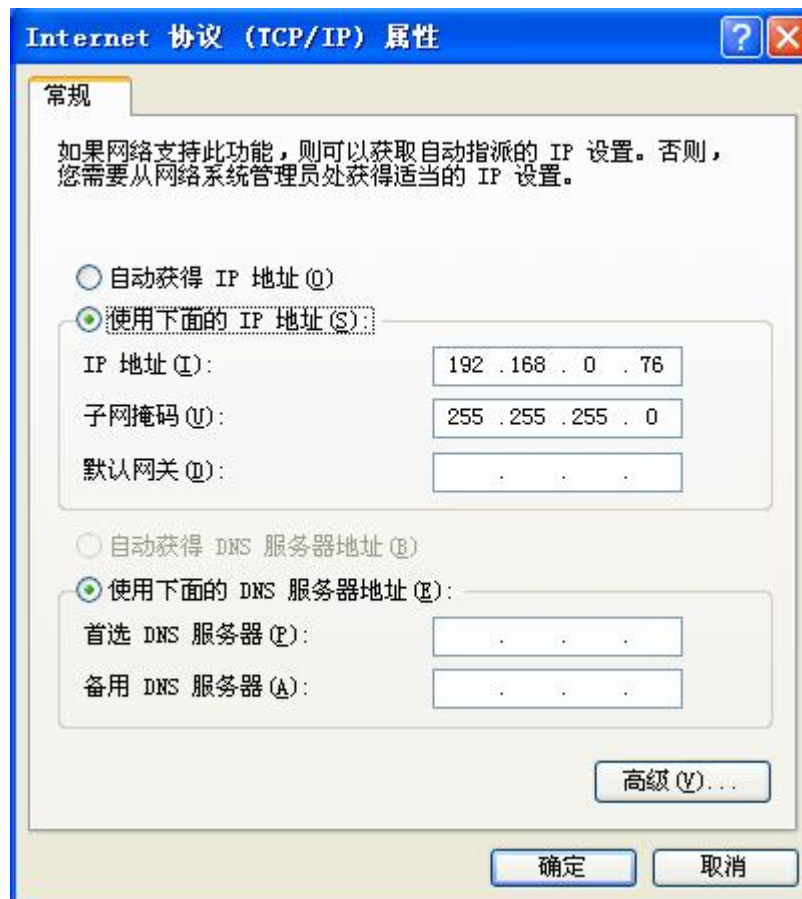 Internet 协议 (TCP/IP) 属性
常规
如果网络支持此功能，则可以获取自动指派的 IP 设置。否则，
您需要从网络系统管理员处获得适当的 IP 设置。
自动获得 IP 地址(O)
使用下面的 IP 地址(S):
IP 地址(I): 192 .168 . 0 . 76
子网掩码(U): 255 .255 .255 . 0
默认网关(D): . . .
自动获得 DNS 服务器地址(B)
使用下面的 DNS 服务器地址(E):
首选 DNS 服务器(P): . . .
备用 DNS 服务器(A): . . .
高级(V)...
确定 取消